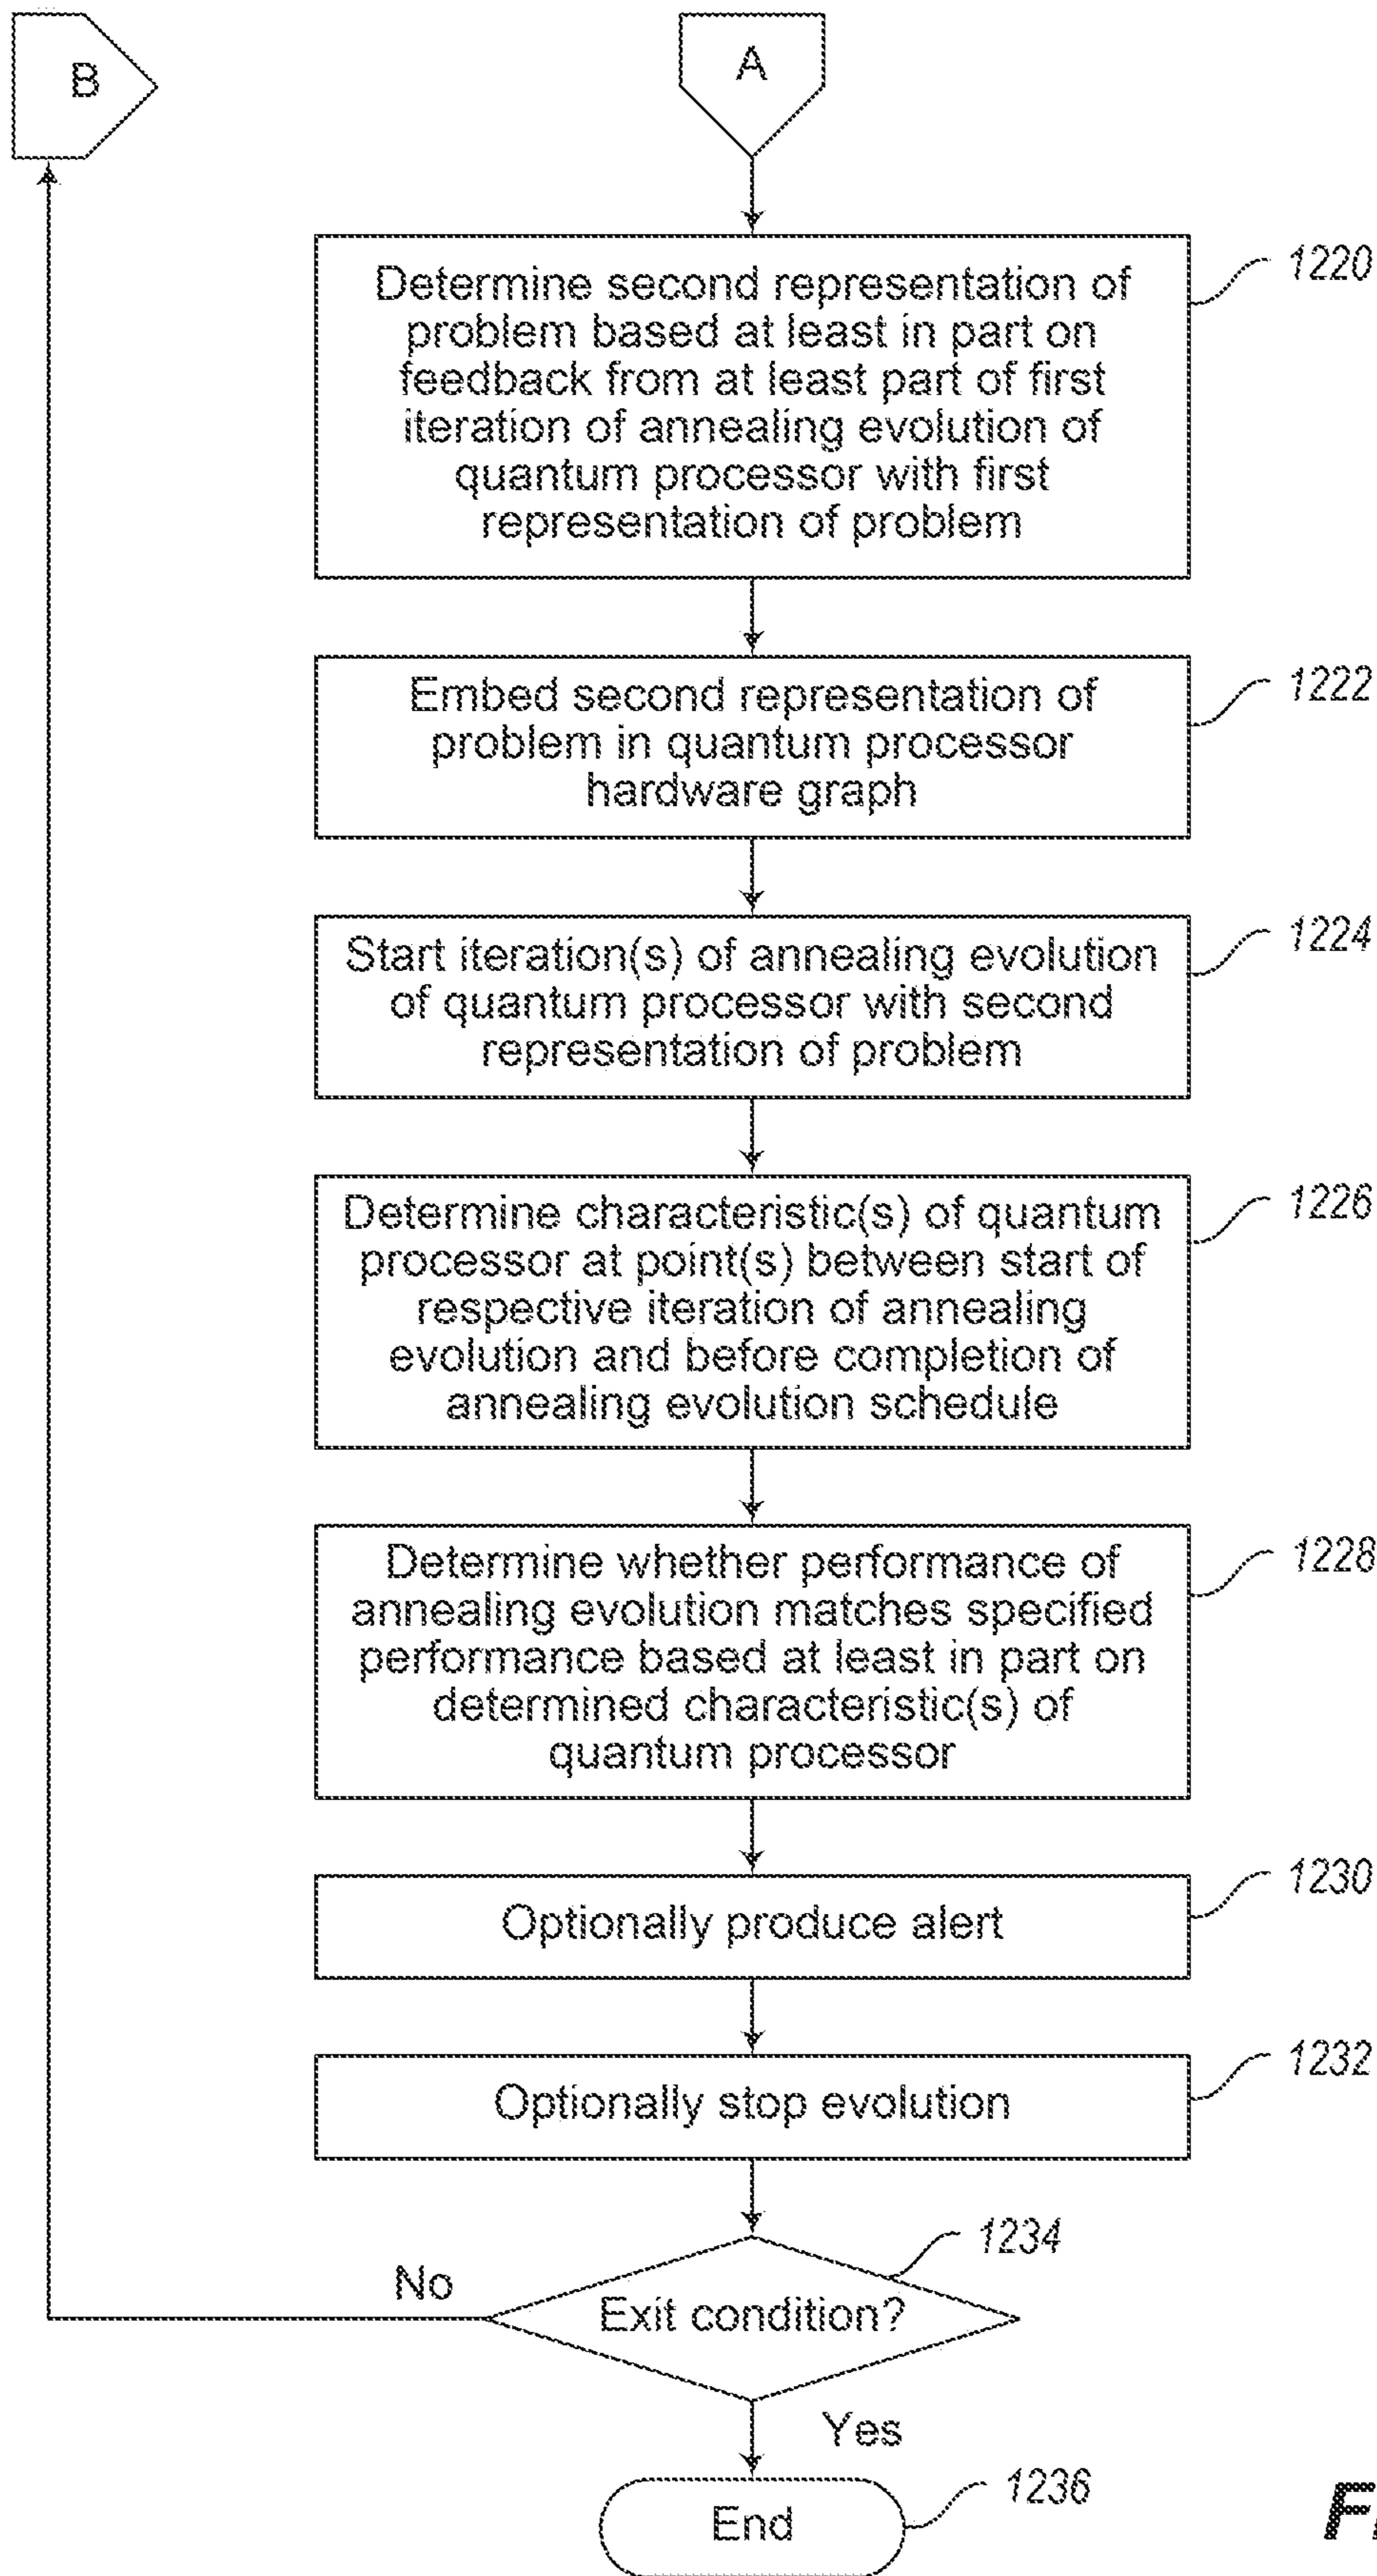 B
A
Determine second representation of
problem based at least in part on
feedback from at least part of first
iteration of annealing evolution of
quantum processor with first
representation of problem
1220
Embed second representation of
problem in quantum processor
hardware graph
1222
Start iteration(s) of annealing evolution
of quantum processor with second
representation of problem
1224
Determine characteristic(s) of quantum
processor at point(s) between start of
respective iteration of annealing
evolution and before completion of
annealing evolution schedule
1226
Determine whether performance of
annealing evolution matches specified
performance based at least in part on
determined characteristic(s) of
quantum processor
1228
Optionally produce alert
1230
Optionally stop evolution
1232
1234
No
Exit condition?
Yes
End
1236